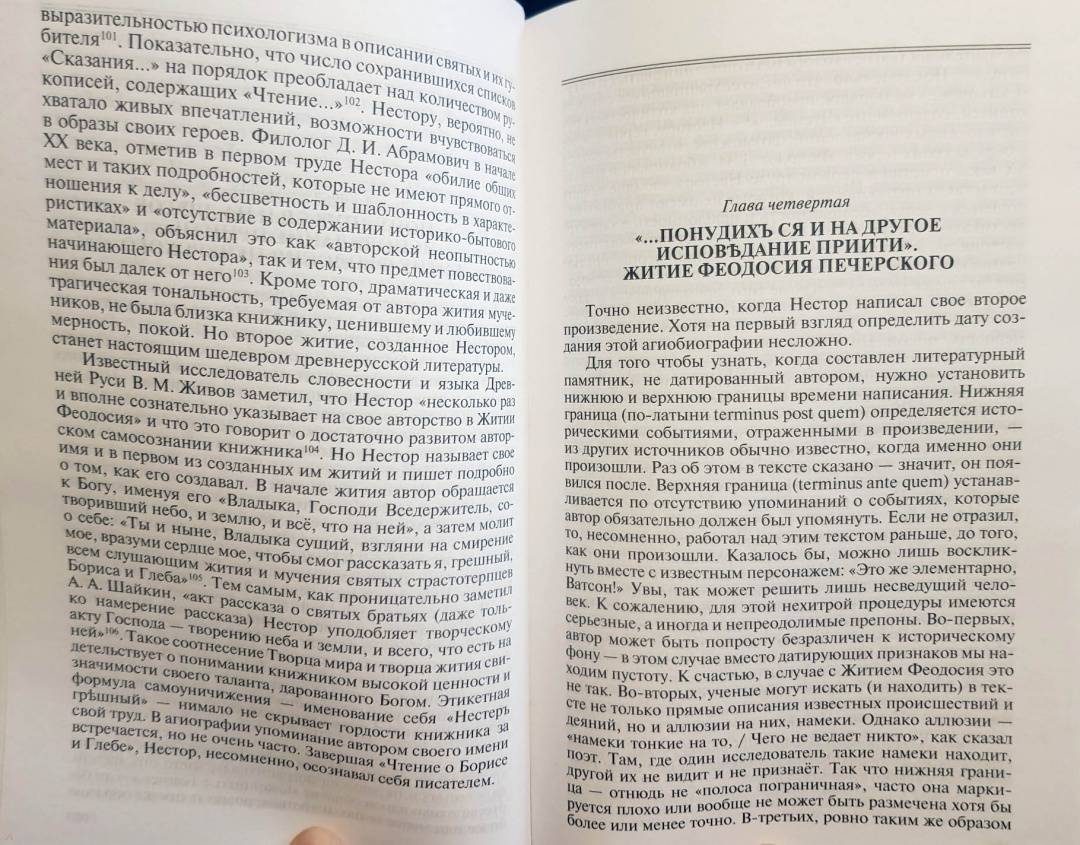 выразительностью психологизма в описании святых и их гу-
бителя¹⁰¹. Показательно, что число сохранившихся списков
«Сказания...» на порядок преобладает над количеством ру-
кописей, содержащих «Чтение...»¹⁰². Нестору, вероятно, не
хватало живых впечатлений, возможности вчувствоваться
в образы своих героев. Филолог Д. И. Абрамович в начале
XX века, отметив в первом труде Нестора «обилие общих
мест и таких подробностей, которые не имеют прямого от-
ношения к делу», «бесцветность и шаблонность в характе-
ристиках» и «отсутствие в содержании историко-бытового
материала», объяснил это как «авторской неопытностью
начинающего Нестора», так и тем, что предмет повествова-
ния был далек от него¹⁰³. Кроме того, драматическая и даже
трагическая тональность, требуемая от автора жития муче-
ников, не была близка книжнику, ценившему и любившему
мерность, покой. Но второе житие, созданное Нестором,
станет настоящим шедевром древнерусской литературы.
Известный исследователь словесности и языка Древ-
ней Руси В. М. Живов заметил, что Нестор «несколько раз
и вполне сознательно указывает на свое авторство в Житии
Феодосия» и что это говорит о достаточно развитом автор-
ском самосознании книжника¹⁰⁴. Но Нестор называет свое
имя и в первом из созданных им житий и пишет подробно
о том, как его создавал. В начале жития автор обращается
к Богу, именуя его «Владыка, Господи Вседержитель, со-
творивший небо, и землю, и всё, что на ней», а затем молит
о себе: «Ты и ныне, Владыка сущий, взгляни на смирение
мое, вразуми сердце мое, чтобы смог рассказать я, грешный,
всем слушающим жития и мучения святых страстотерпцев
Бориса и Глеба»¹⁰⁵. Тем самым, как проницательно заметил
А. А. Шайкин, «акт рассказа о святых братьях (даже толь-
ко намерение рассказа) Нестор уподобляет творческому
акту Господа — творению неба и земли, и всего, что есть на
ней»¹⁰⁶. Такое соотнесение Творца мира и творца жития сви-
детельствует о понимании книжником высокой ценности и
значимости своего таланта, дарованного Богом. Этикетная
формула самоуничижения — именование себя «Нестеръ
грѣшный» — нимало не скрывает гордости книжника за
свой труд. В агиографии упоминание автором своего имени
встречается, но не очень часто. Завершая «Чтение о Борисе
и Глебе», Нестор, несомненно, осознавал себя писателем.
Глава четвертая
«...ПОНУДИХЪ СЯ И НА ДРУГОЕ
ИСПОВѢДАНИЕ ПРИИТИ».
ЖИТИЕ ФЕОДОСИЯ ПЕЧЕРСКОГО
Точно неизвестно, когда Нестор написал свое второе
произведение. Хотя на первый взгляд определить дату соз-
дания этой агиобиографии несложно.
Для того чтобы узнать, когда составлен литературный
памятник, не датированный автором, нужно установить
нижнюю и верхнюю границы времени написания. Нижняя
граница (по-латыни terminus post quem) определяется исто-
рическими событиями, отраженными в произведении, —
из других источников обычно известно, когда именно они
произошли. Раз об этом в тексте сказано — значит, он поя-
вился после. Верхняя граница (terminus ante quem) устанав-
ливается по отсутствию упоминаний о событиях, которые
автор обязательно должен был упомянуть. Если не отразил,
то, несомненно, работал над этим текстом раньше, до того,
как они произошли. Казалось бы, можно лишь восклик-
нуть вместе с известным персонажем: «Это же элементарно,
Ватсон!» Увы, так может решить лишь несведущий чело-
век. К сожалению, для этой нехитрой процедуры имеются
серьезные, а иногда и непреодолимые препоны. Во-первых,
автор может быть попросту безразличен к историческому
фону — в этом случае вместо датирующих признаков мы на-
ходим пустоту. К счастью, в случае с Житием Феодосия это
не так. Во-вторых, ученые могут искать (и находить) в тек-
сте не только прямые описания известных происшествий и
деяний, но и аллюзии на них, намеки. Однако аллюзии —
«намеки тонкие на то, / Чего не ведает никто», как сказал
поэт. Там, где один исследователь такие намеки находит,
другой их не видит и не признаёт. Так что нижняя грани-
ца — отнюдь не «полоса пограничная», часто она марки-
руется плохо или вообще не может быть размечена хотя бы
более или менее точно. В-третьих, ровно таким же образом